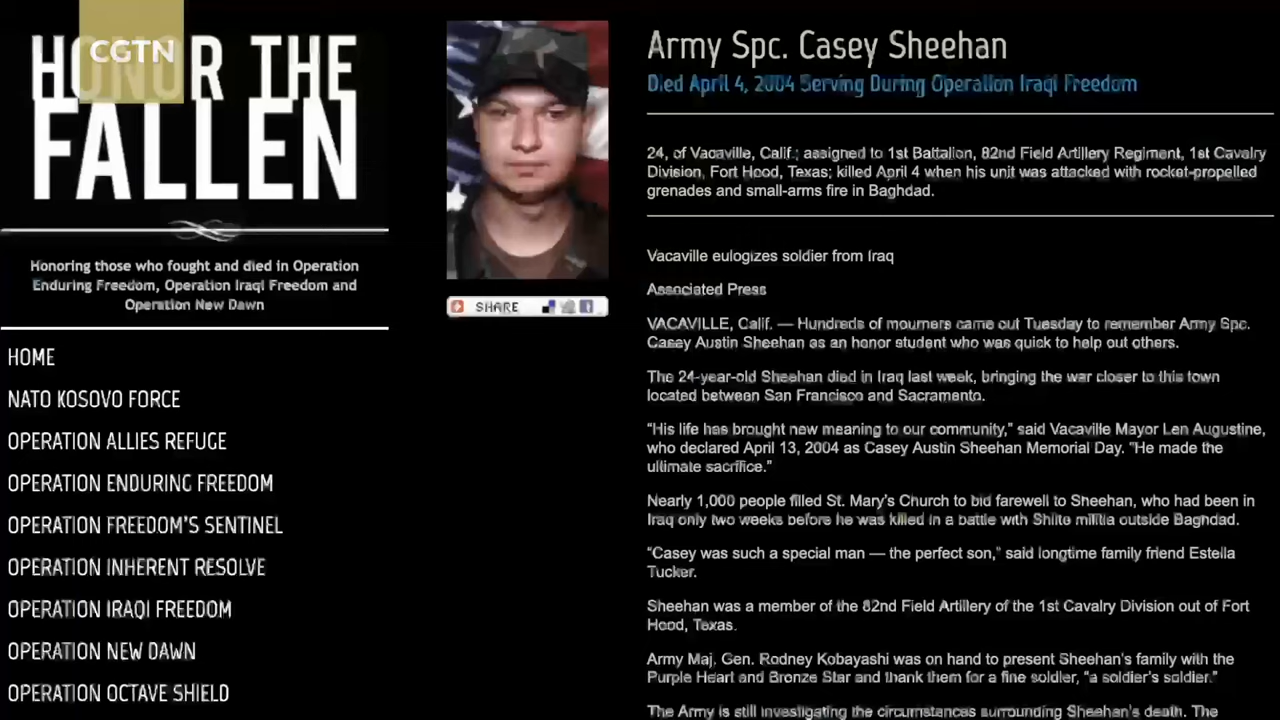 CGTN
HONOR THE
FALLEN
Honoring those who fought and died in Operation
Enduring Freedom, Operation Iraqi Freedom and
Operation New Dawn
HOME
NATO KOSOVO FORCE
OPERATION ALLIES REFUGE
OPERATION ENDURING FREEDOM
OPERATION FREEDOM'S SENTINEL
OPERATION INHERENT RESOLVE
OPERATION IRAQI FREEDOM
OPERATION NEW DAWN
OPERATION OCTAVE SHIELD
SHARE
Army Spc. Casey Sheehan
Died April 4, 2004 Serving During Operation Iraqi Freedom
24, of Vacaville, Calif.; assigned to 1st Battalion, 82nd Field Artillery Regiment, 1st Cavalry
Division, Fort Hood, Texas; killed April 4 when his unit was attacked with rocket-propelled
grenades and small-arms fire in Baghdad.
Vacaville eulogizes soldier from Iraq
Associated Press
VACAVILLE, Calif. — Hundreds of mourners came out Tuesday to remember Army Spc.
Casey Austin Sheehan as an honor student who was quick to help out others.
The 24-year-old Sheehan died in Iraq last week, bringing the war closer to this town
located between San Francisco and Sacramento.
“His life has brought new meaning to our community,” said Vacaville Mayor Len Augustine,
who declared April 13, 2004 as Casey Austin Sheehan Memorial Day. “He made the
ultimate sacrifice.”
Nearly 1,000 people filled St. Mary’s Church to bid farewell to Sheehan, who had been in
Iraq only two weeks before he was killed in a battle with Shiite militia outside Baghdad.
“Casey was such a special man — the perfect son,” said longtime family friend Estella
Tucker.
Sheehan was a member of the 82nd Field Artillery of the 1st Cavalry Division out of Fort
Hood, Texas.
Army Maj. Gen. Rodney Kobayashi was on hand to present Sheehan’s family with the
Purple Heart and Bronze Star and thank them for a fine soldier, “a soldier’s soldier.”
The Army is still investigating the circumstances surrounding Sheehan’s death. The